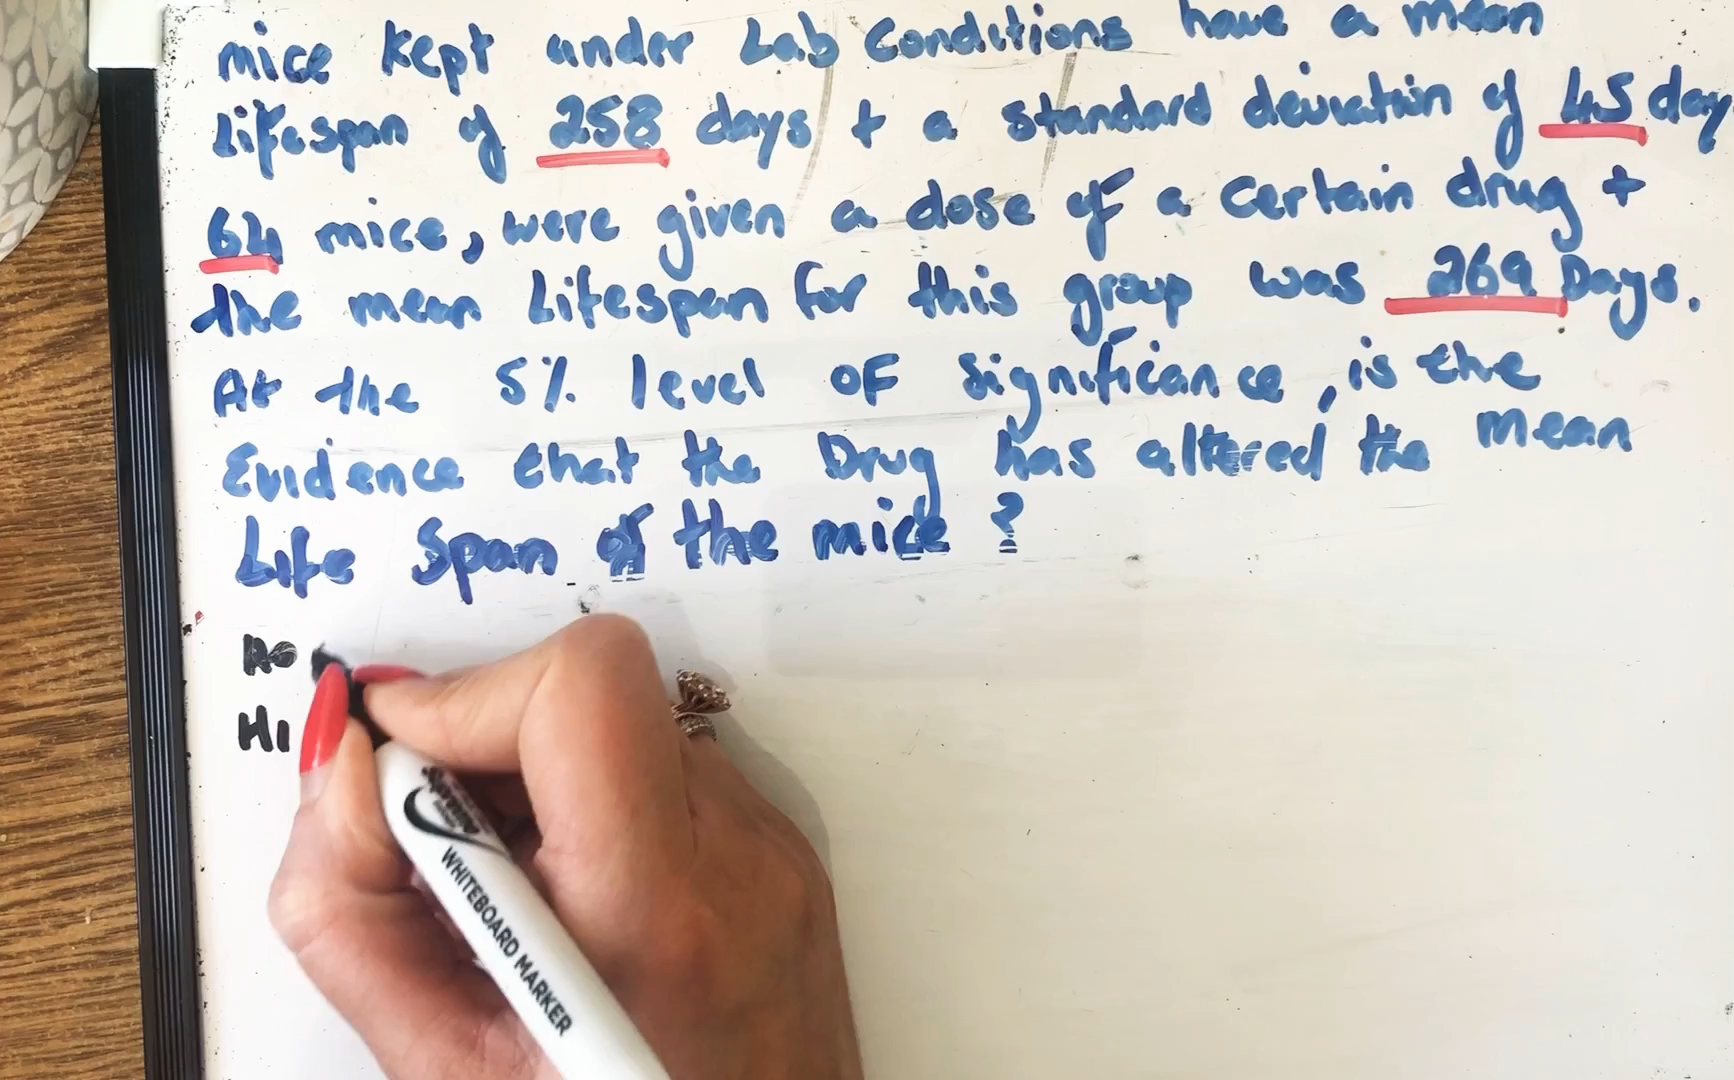 mice kept under Lab Conditions have a mean
Lifespan of 258 days + a standard deviation of 45 day
64 mice, were given a dose of a certain drug +
the mean Lifespan for this group was 269 Days.
At the 5% level of significance, is the
Evidence that the Drug has altered the mean
Life Span of the mice ?
Ho
H1
WHITEBOARD MARKER